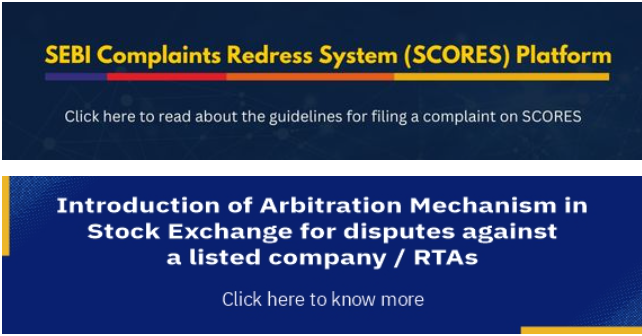 SEBI Complaints Redress System (SCORES) Platform
Click here to read about the guidelines for filing a complaint on SCORES
Introduction of Arbitration Mechanism in
Stock Exchange for disputes against
a listed company / RTAs
Click here to know more